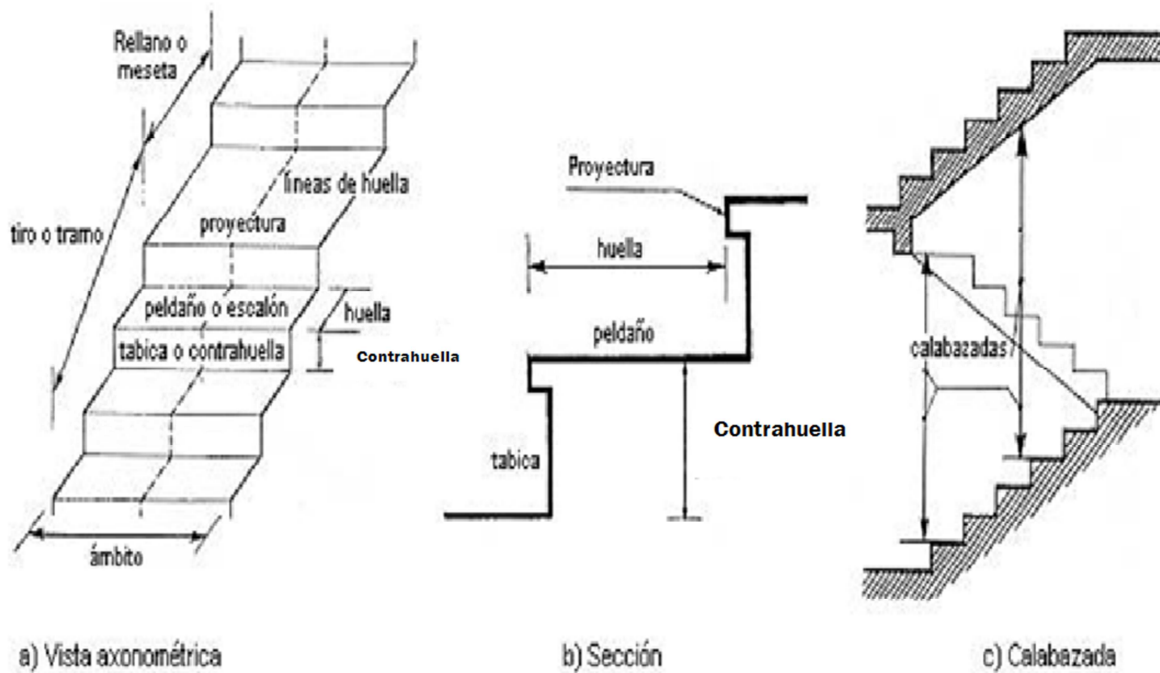 Rellano o
meseta
líneas de huella
proyectura
tiro o tramo
peldaño o escalón
huella
tabica o contrahuella
Contrahuella
ámbito
a) Vista axonométrica
Proyectura
huella
peldaño
Contrahuella
tabica
b) Sección
calabazadas
c) Calabazada